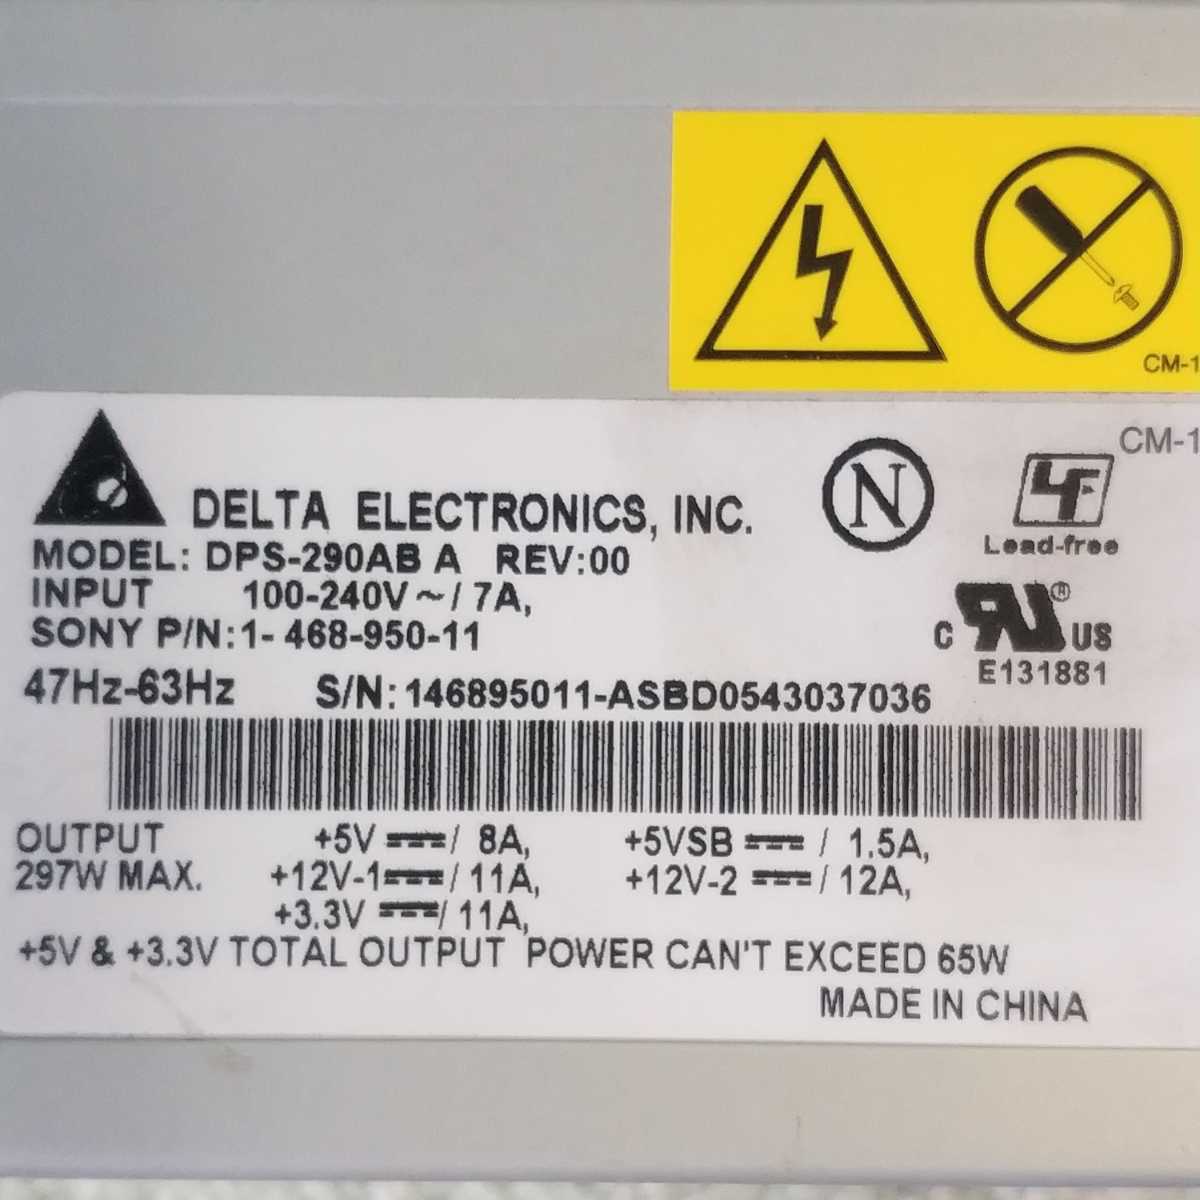 CM-1
CM-1
DELTA ELECTRONICS, INC.
N
LF
Lead-free
MODEL: DPS-290AB A REV:00
INPUT 100-240V ~ / 7A,
SONY P/N: 1- 468-950-11
C RU ® US
E131881
47Hz-63Hz S/N: 146895011-ASBD0543037036
OUTPUT +5V ⎓ / 8A, +5VSB ⎓ / 1.5A,
297W MAX. +12V-1 ⎓ / 11A, +12V-2 ⎓ / 12A,
+3.3V ⎓ / 11A,
+5V & +3.3V TOTAL OUTPUT POWER CAN'T EXCEED 65W
MADE IN CHINA